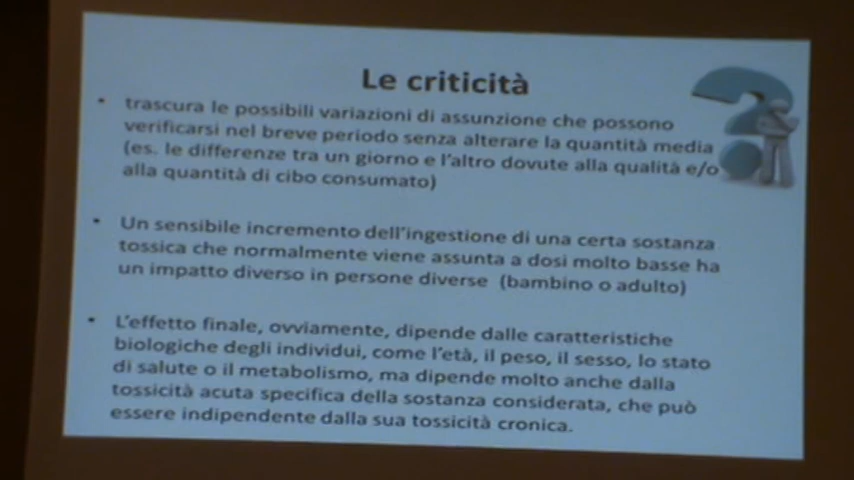 Le criticità
• trascura le possibili variazioni di assunzione che possono
verificarsi nel breve periodo senza alterare la quantità media
(es. le differenze tra un giorno e l'altro dovute alla qualità e/o
alla quantità di cibo consumato)
• Un sensibile incremento dell'ingestione di una certa sostanza
tossica che normalmente viene assunta a dosi molto basse ha
un impatto diverso in persone diverse (bambino o adulto)
• L'effetto finale, ovviamente, dipende dalle caratteristiche
biologiche degli individui, come l'età, il peso, il sesso, lo stato
di salute o il metabolismo, ma dipende molto anche dalla
tossicità acuta specifica della sostanza considerata, che può
essere indipendente dalla sua tossicità cronica.